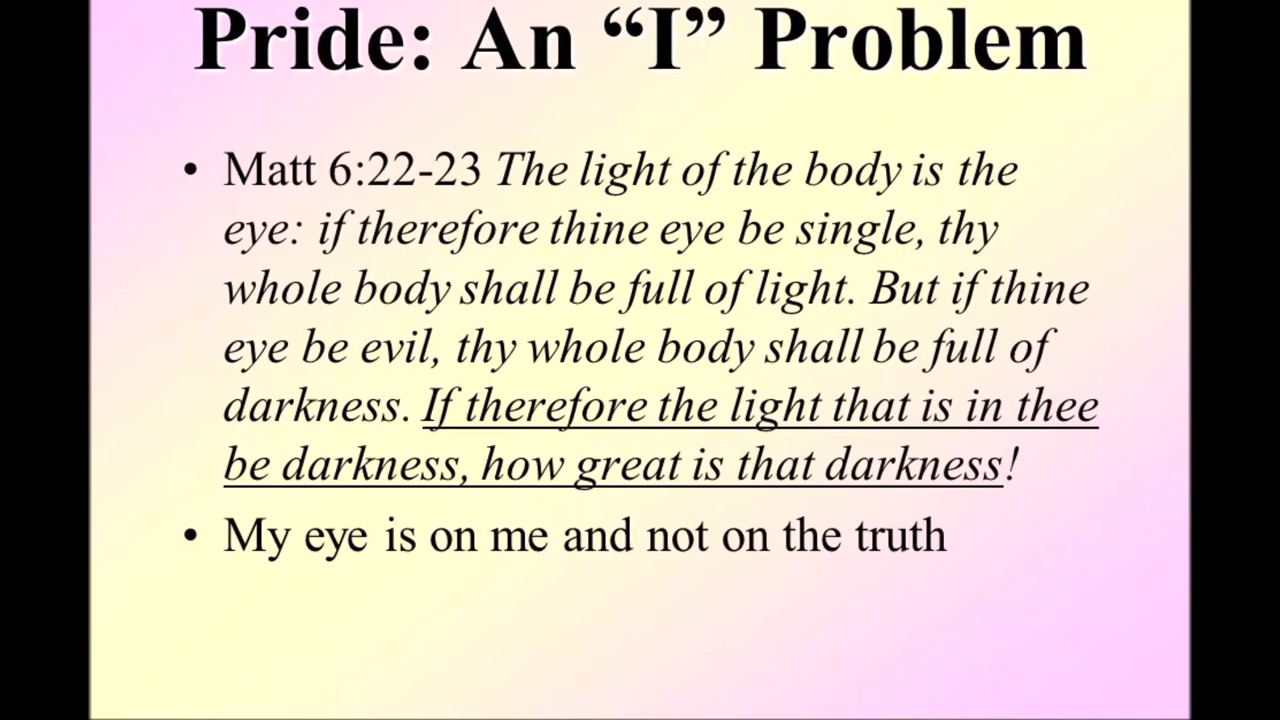 Pride: An “I” Problem
• Matt 6:22-23 The light of the body is the
eye: if therefore thine eye be single, thy
whole body shall be full of light. But if thine
eye be evil, thy whole body shall be full of
darkness. If therefore the light that is in thee
be darkness, how great is that darkness!
• My eye is on me and not on the truth